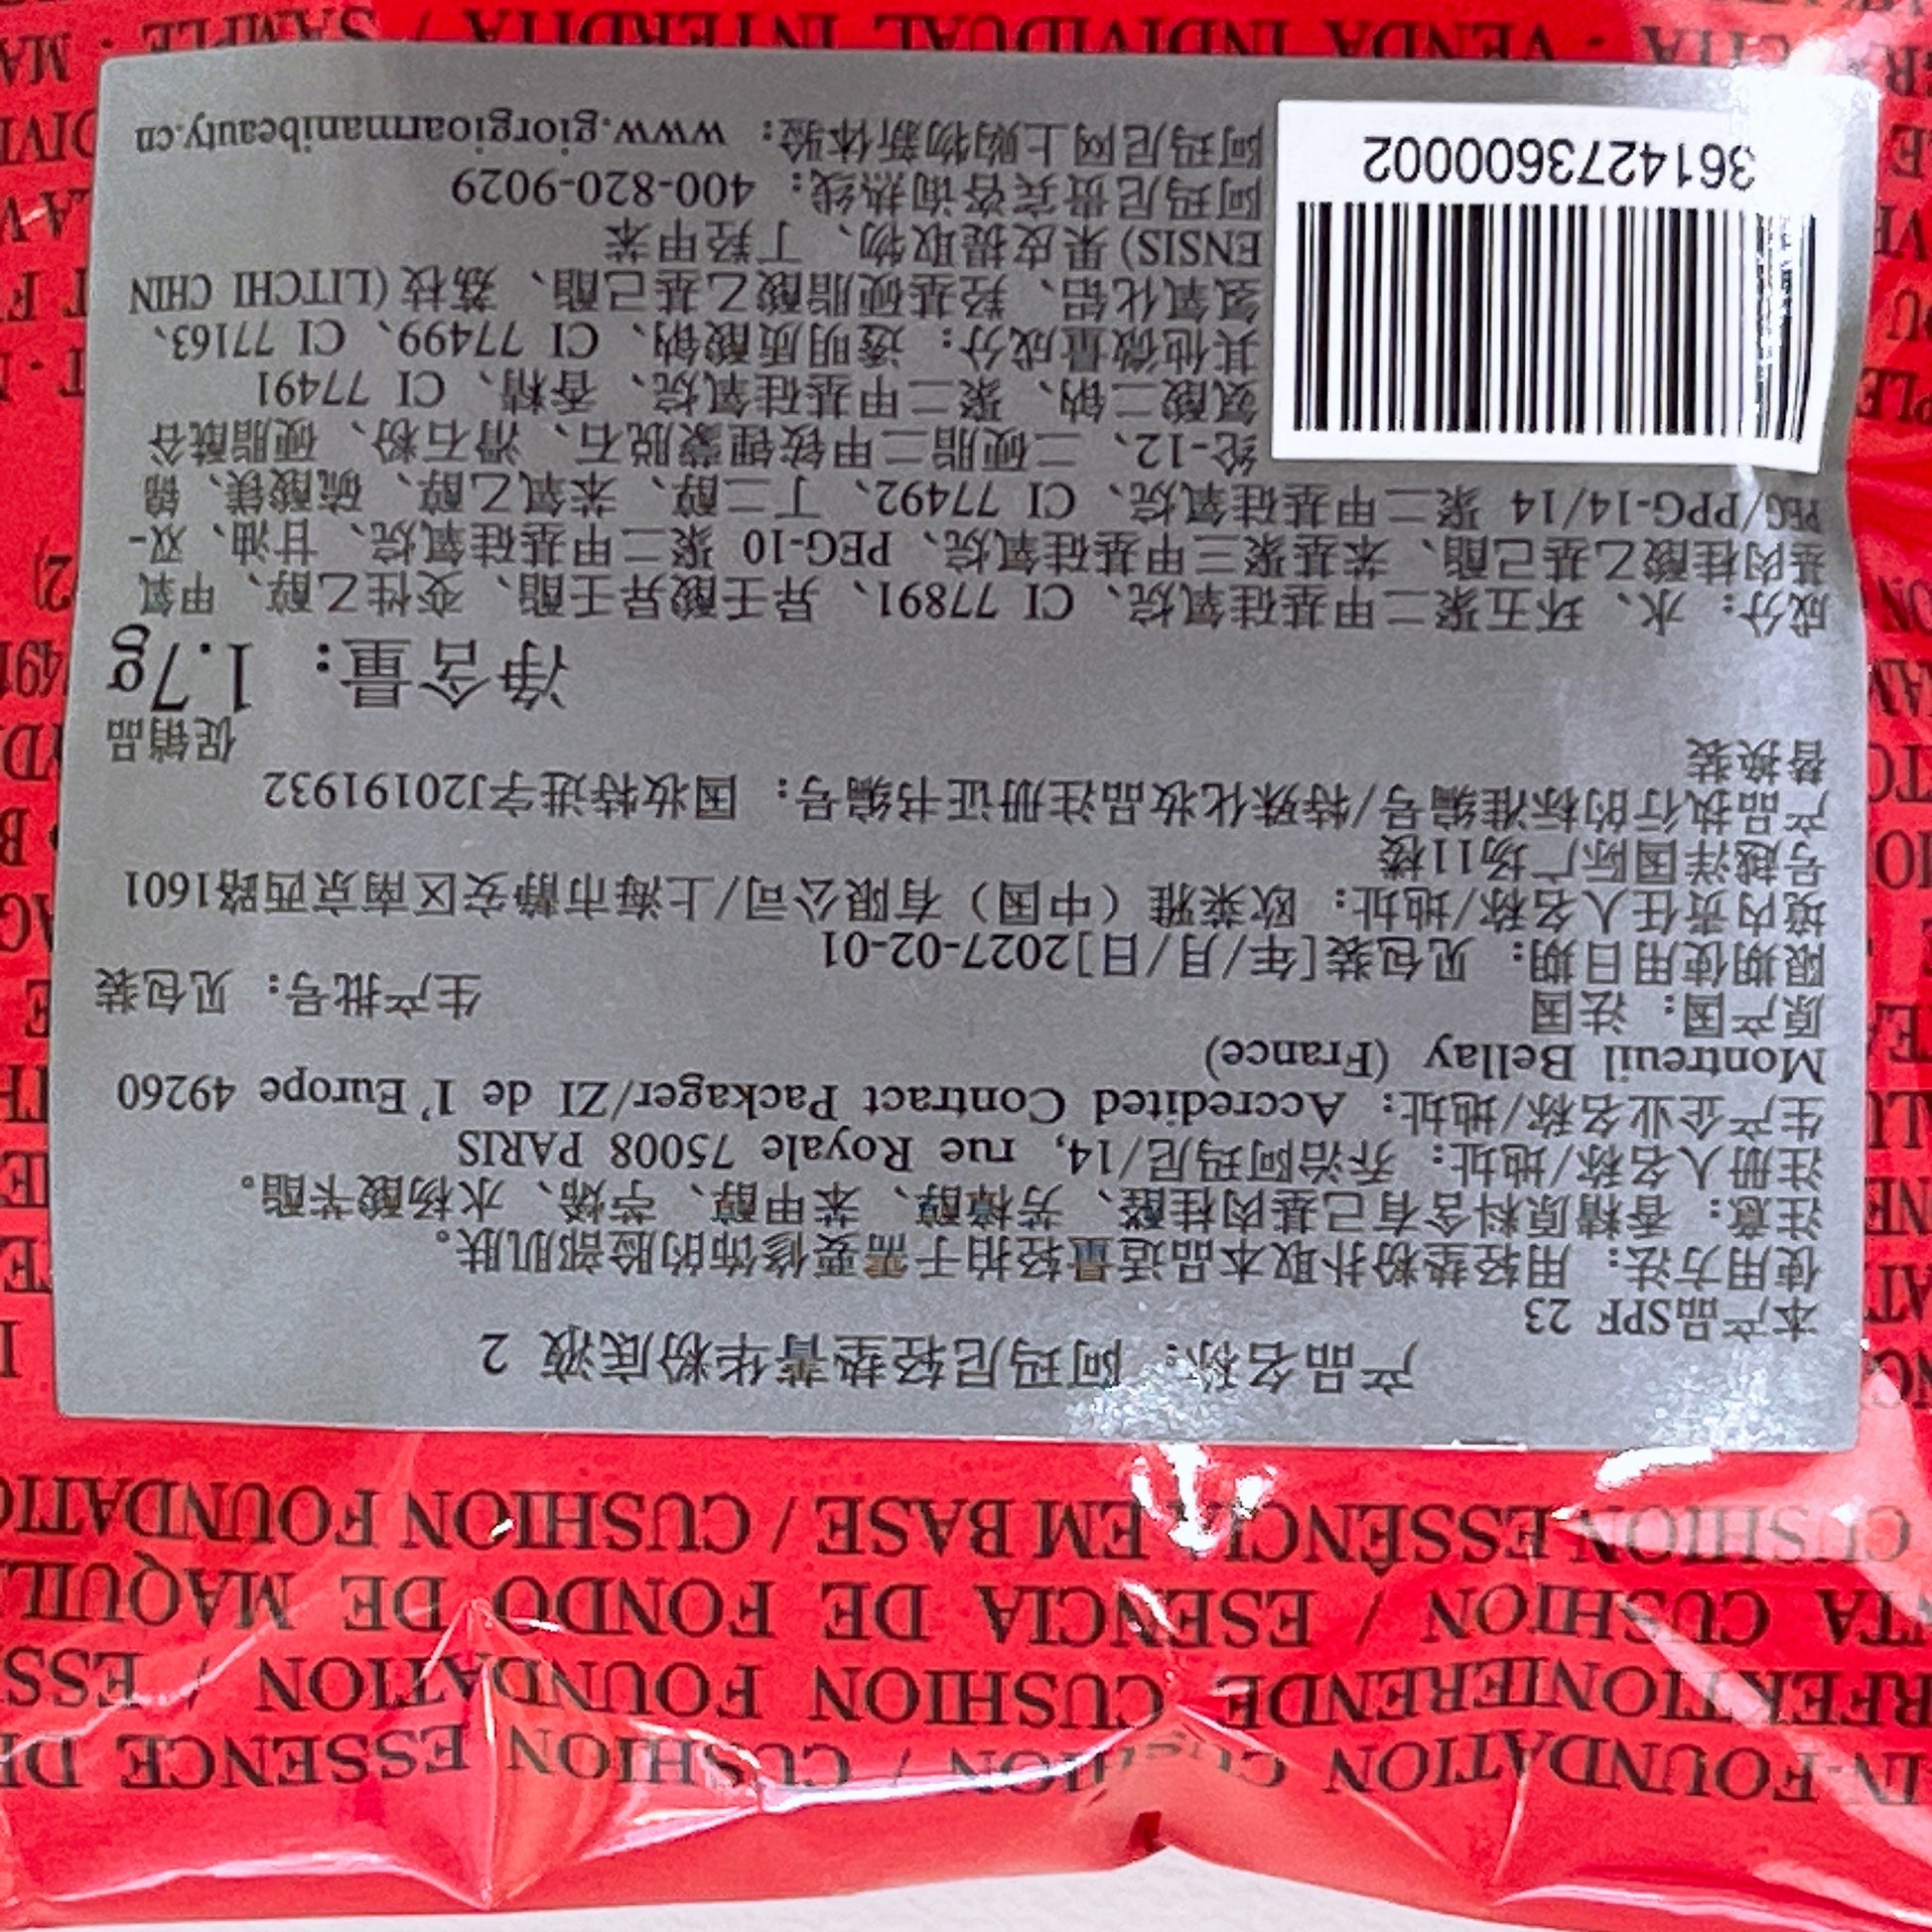 IN-FOUNDATION CUSHION / CUSHION ESSENCE DE
RFEKTIONIERENDE CUSHION FOUNDATION / ESS
ITA CUSHION / ESENCIA DE FONDO DE MAQUIL
CUSHION ESSÊNCIA EM BASE / CUSHION FOUNDATIO
产品名称：阿玛尼轻垫菁华粉底液 2
本产品SPF 23
使用方法：用轻垫粉扑取本品适量轻拍于需要修饰的脸部肌肤。
注意：香精原料含有己基肉桂醛、芳樟醇、苯甲醇、苧烯、水杨酸苄酯。
注册人名称/地址：乔治阿玛尼/14, rue Royale 75008 PARIS
生产企业名称/地址：Accredited Contract Packager/ZI de l'Europe 49260
Montreuil Bellay (France)
原产国：法国 生产批号：见包装
限期使用日期：见包装[年/月/日]2027-02-01
境内责任人名称/地址：欧莱雅（中国）有限公司/上海市静安区南京西路1601
号越洋国际广场11楼
产品执行的标准编号/特殊化妆品注册证书编号：国妆特进字J20191932
替换装
促销品
净含量：1.7g
成分：水、环五聚二甲基硅氧烷、CI 77891、异壬酸异壬酯、变性乙醇、甲氧
基肉桂酸乙基己酯、苯基聚三甲基硅氧烷、PEG-10 聚二甲基硅氧烷、甘油、双-
PEG/PPG-14/14 聚二甲基硅氧烷、CI 77492、丁二醇、苯氧乙醇、硫酸镁、锦
纶-12、二硬脂二甲铵锂蒙脱石、滑石粉、硬脂酰谷
氨酸二钠、聚二甲基硅氧烷、香精、CI 77491
其他微量成分：透明质酸钠、CI 77499、CI 77163、
氢氧化铝、羟基硬脂酸乙基己酯、荔枝 (LITCHI CHIN
ENSIS) 果皮提取物、丁羟甲苯
阿玛尼贵宾咨询热线：400-820-9029
阿玛尼网上购物新体验：www.giorgioarmanibeauty.cn
3614273600002
VENDA INDIVIDUAL INTERDITA / SAMPLE